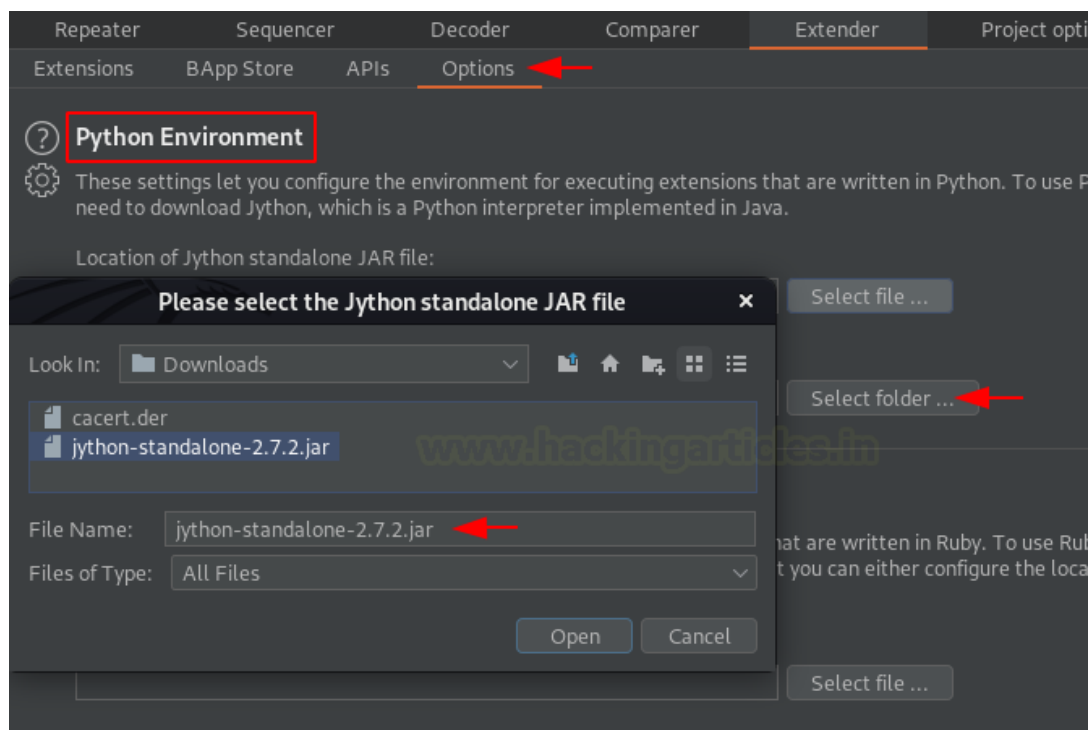 Repeater Sequencer Decoder Comparer Extender Project opti
Extensions BApp Store APIs Options
? Python Environment
These settings let you configure the environment for executing extensions that are written in Python. To use P
need to download Jython, which is a Python interpreter implemented in Java.
Location of Jython standalone JAR file:
Please select the Jython standalone JAR file
Select file ...
Look In: Downloads
Select folder ...
cacert.der
jython-standalone-2.7.2.jar
www.hackingarticles.in
File Name: jython-standalone-2.7.2.jar
hat are written in Ruby. To use Rub
Files of Type: All Files
t you can either configure the loca
Open Cancel
Select file ...